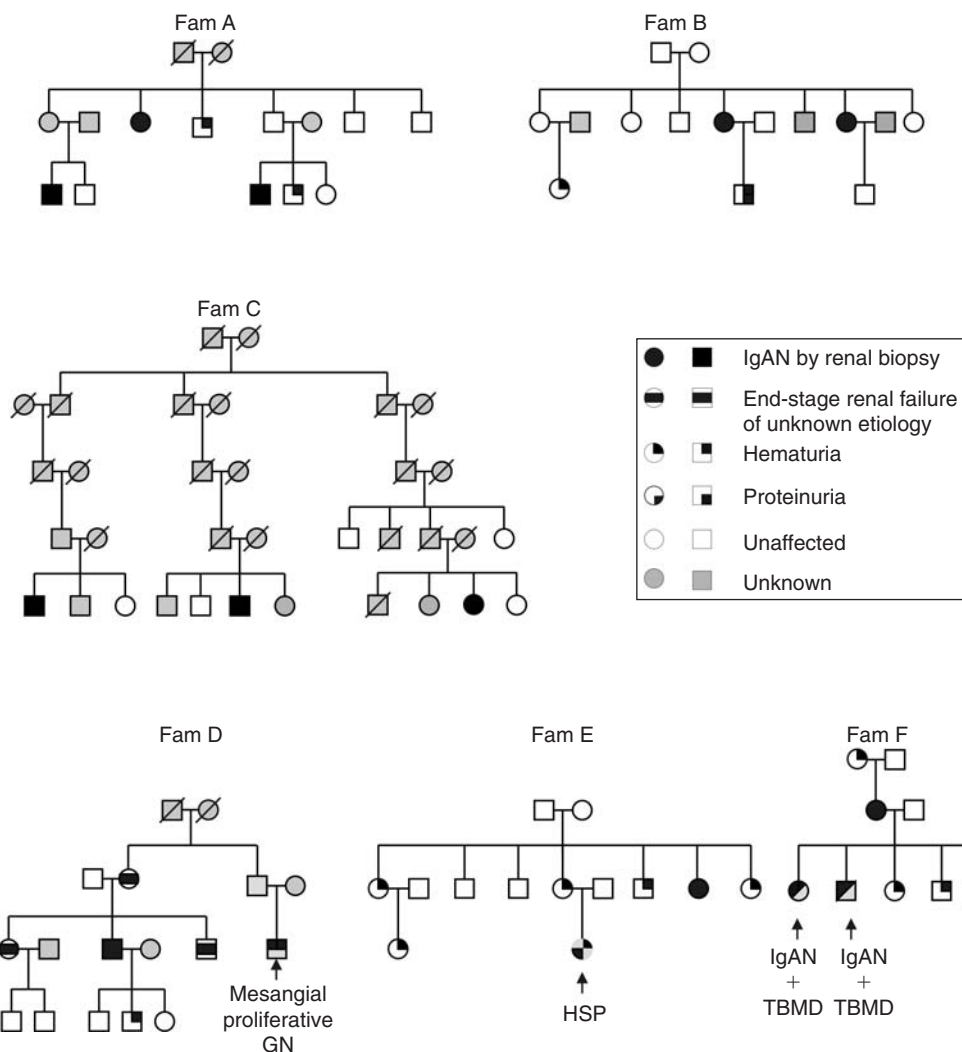 Fam A
Fam B
Fam C
IgAN by renal biopsy
End-stage renal failure
of unknown etiology
Hematuria
Proteinuria
Unaffected
Unknown
Fam D
Fam E
Fam F
Mesangial
proliferative
GN
HSP
IgAN
+
TBMD
IgAN
+
TBMD